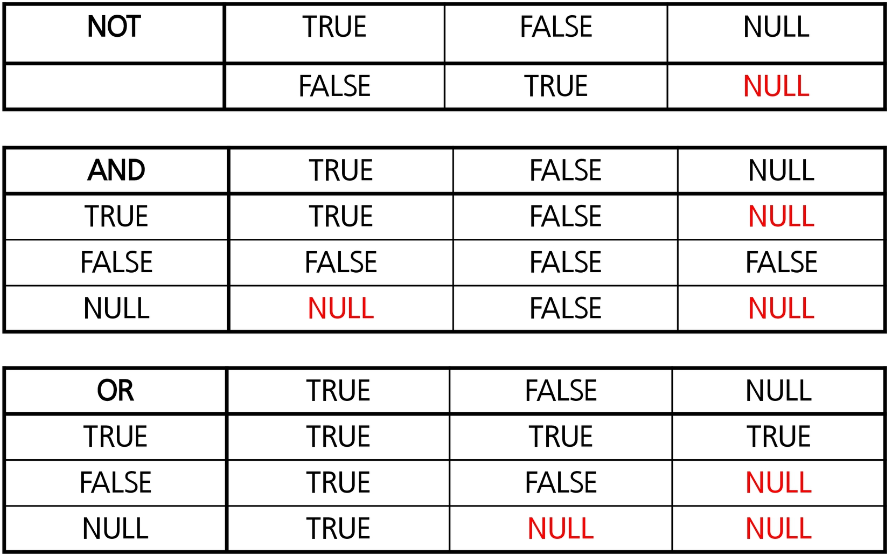 NOT TRUE FALSE NULL
FALSE TRUE NULL
AND TRUE FALSE NULL
TRUE TRUE FALSE NULL
FALSE FALSE FALSE FALSE
NULL NULL FALSE NULL
OR TRUE FALSE NULL
TRUE TRUE TRUE TRUE
FALSE TRUE FALSE NULL
NULL TRUE NULL NULL